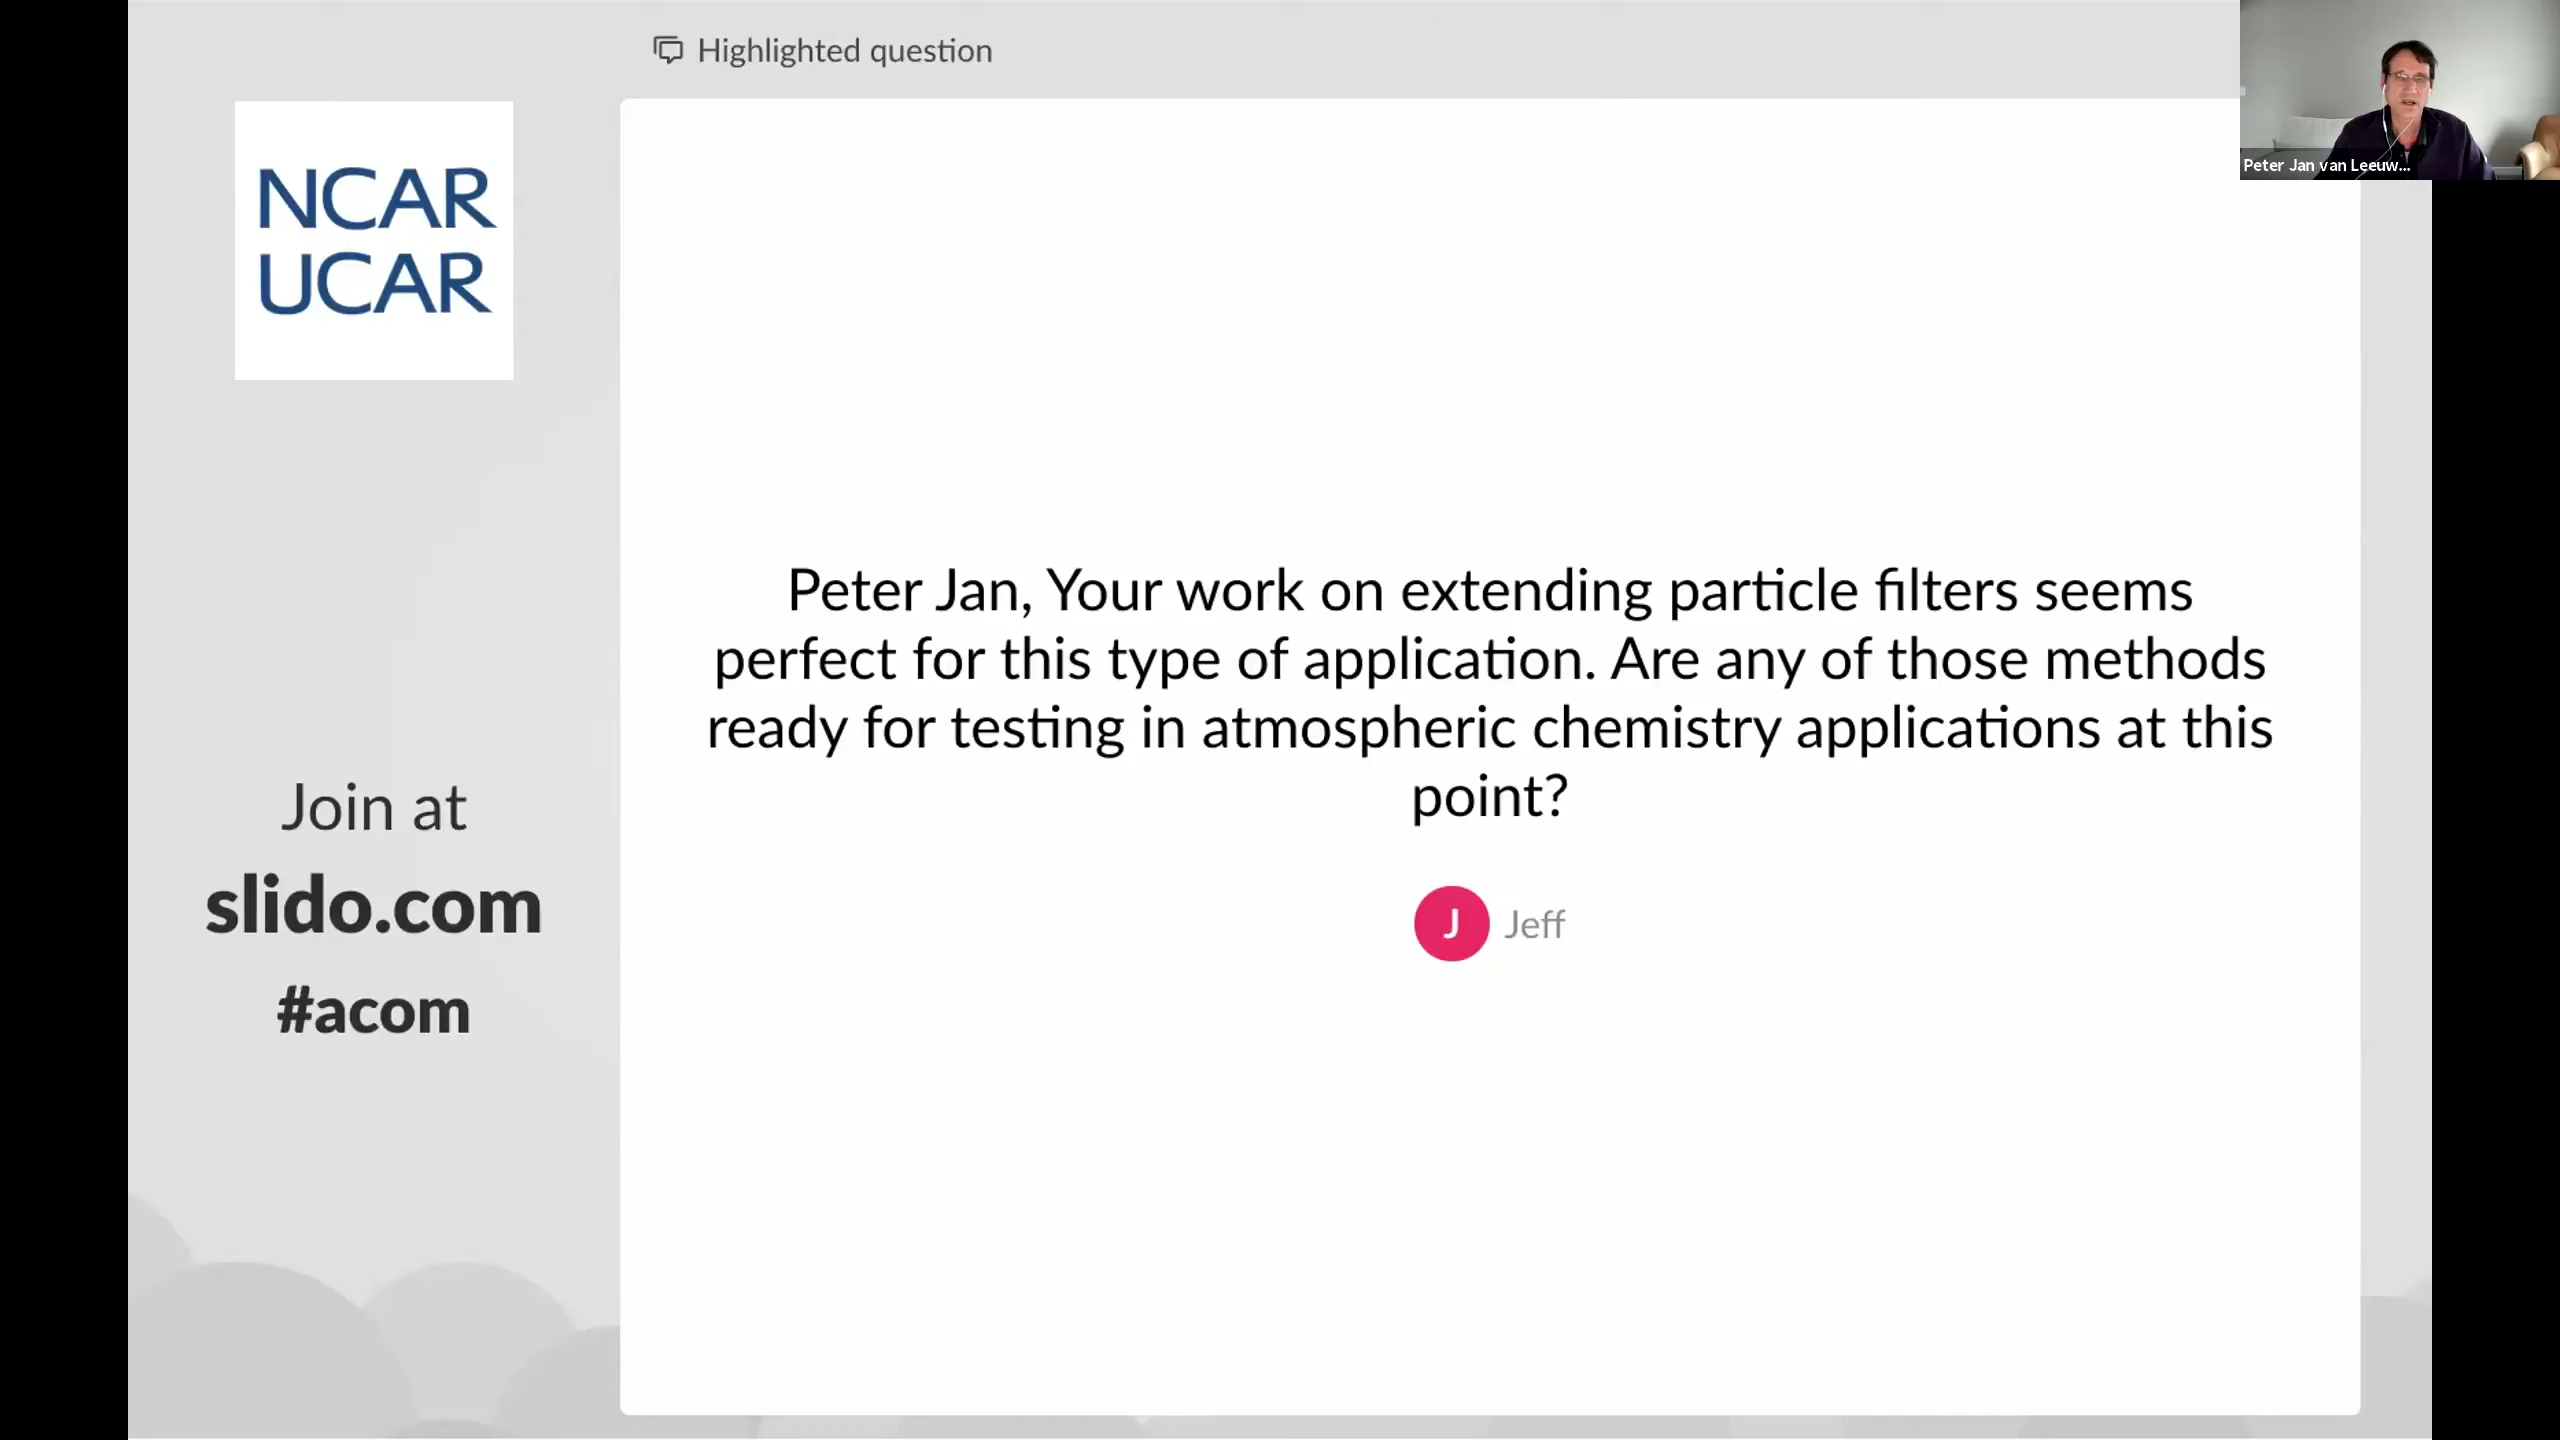 Highlighted question
NCAR
UCAR
Peter Jan van Leeuw...
Peter Jan, Your work on extending particle filters seems
perfect for this type of application. Are any of those methods
ready for testing in atmospheric chemistry applications at this
point?
J Jeff
Join at
slido.com
#acom